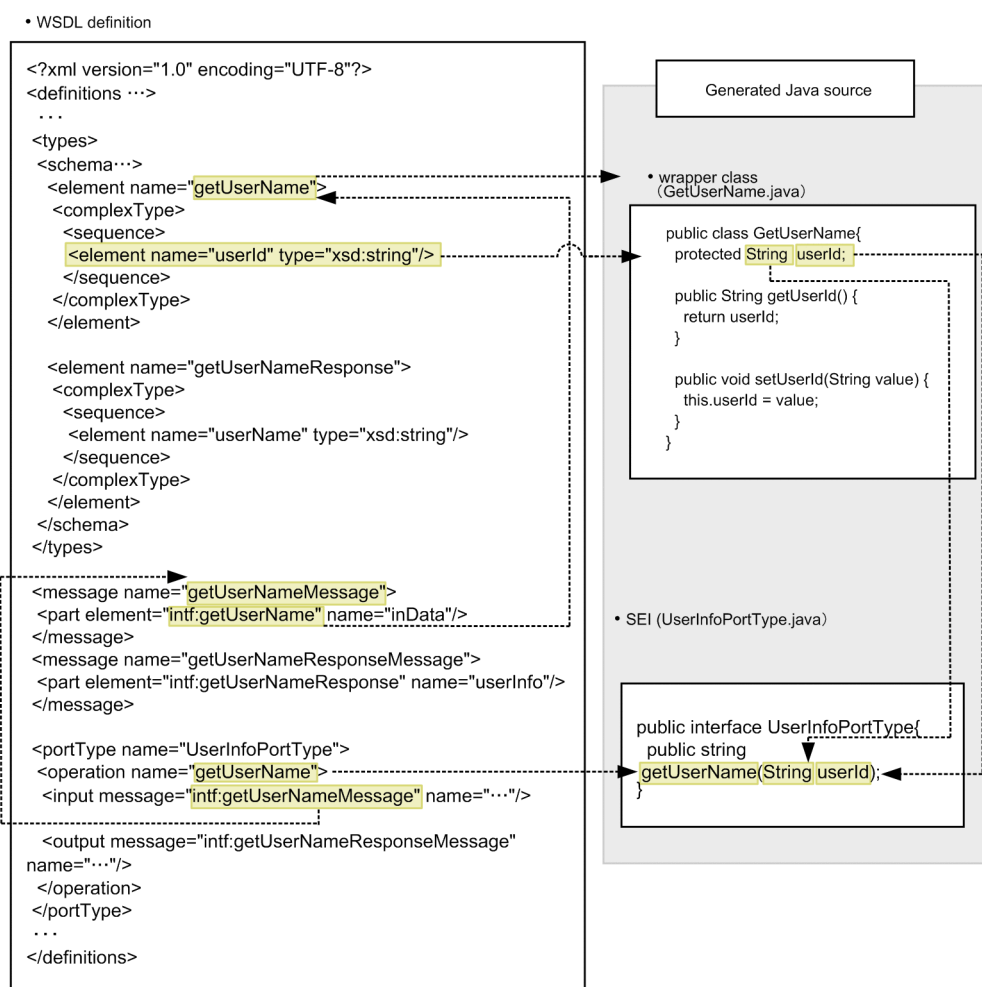 • WSDL definition
<?xml version="1.0" encoding="UTF-8"?>
<definitions ···>
···
<types>
<schema···>
<element name="getUserName">
<complexType>
<sequence>
<element name="userId" type="xsd:string"/>
</sequence>
</complexType>
</element>
<element name="getUserNameResponse">
<complexType>
<sequence>
<element name="userName" type="xsd:string"/>
</sequence>
</complexType>
</element>
</schema>
</types>
<message name="getUserNameMessage">
<part element="intf:getUserName" name="inData"/>
</message>
<message name="getUserNameResponseMessage">
<part element="intf:getUserNameResponse" name="userInfo"/>
</message>
<portType name="UserInfoPortType">
<operation name="getUserName">
<input message="intf:getUserNameMessage" name="···"/>
<output message="intf:getUserNameResponseMessage"
name="···"/>
</operation>
</portType>
···
</definitions>
Generated Java source
• wrapper class
（GetUserName.java）
public class GetUserName{
protected String userId;
public String getUserId() {
return userId;
}
public void setUserId(String value) {
this.userId = value;
}
}
• SEI (UserInfoPortType.java）
public interface UserInfoPortType{
public string
getUserName(String userId);
}